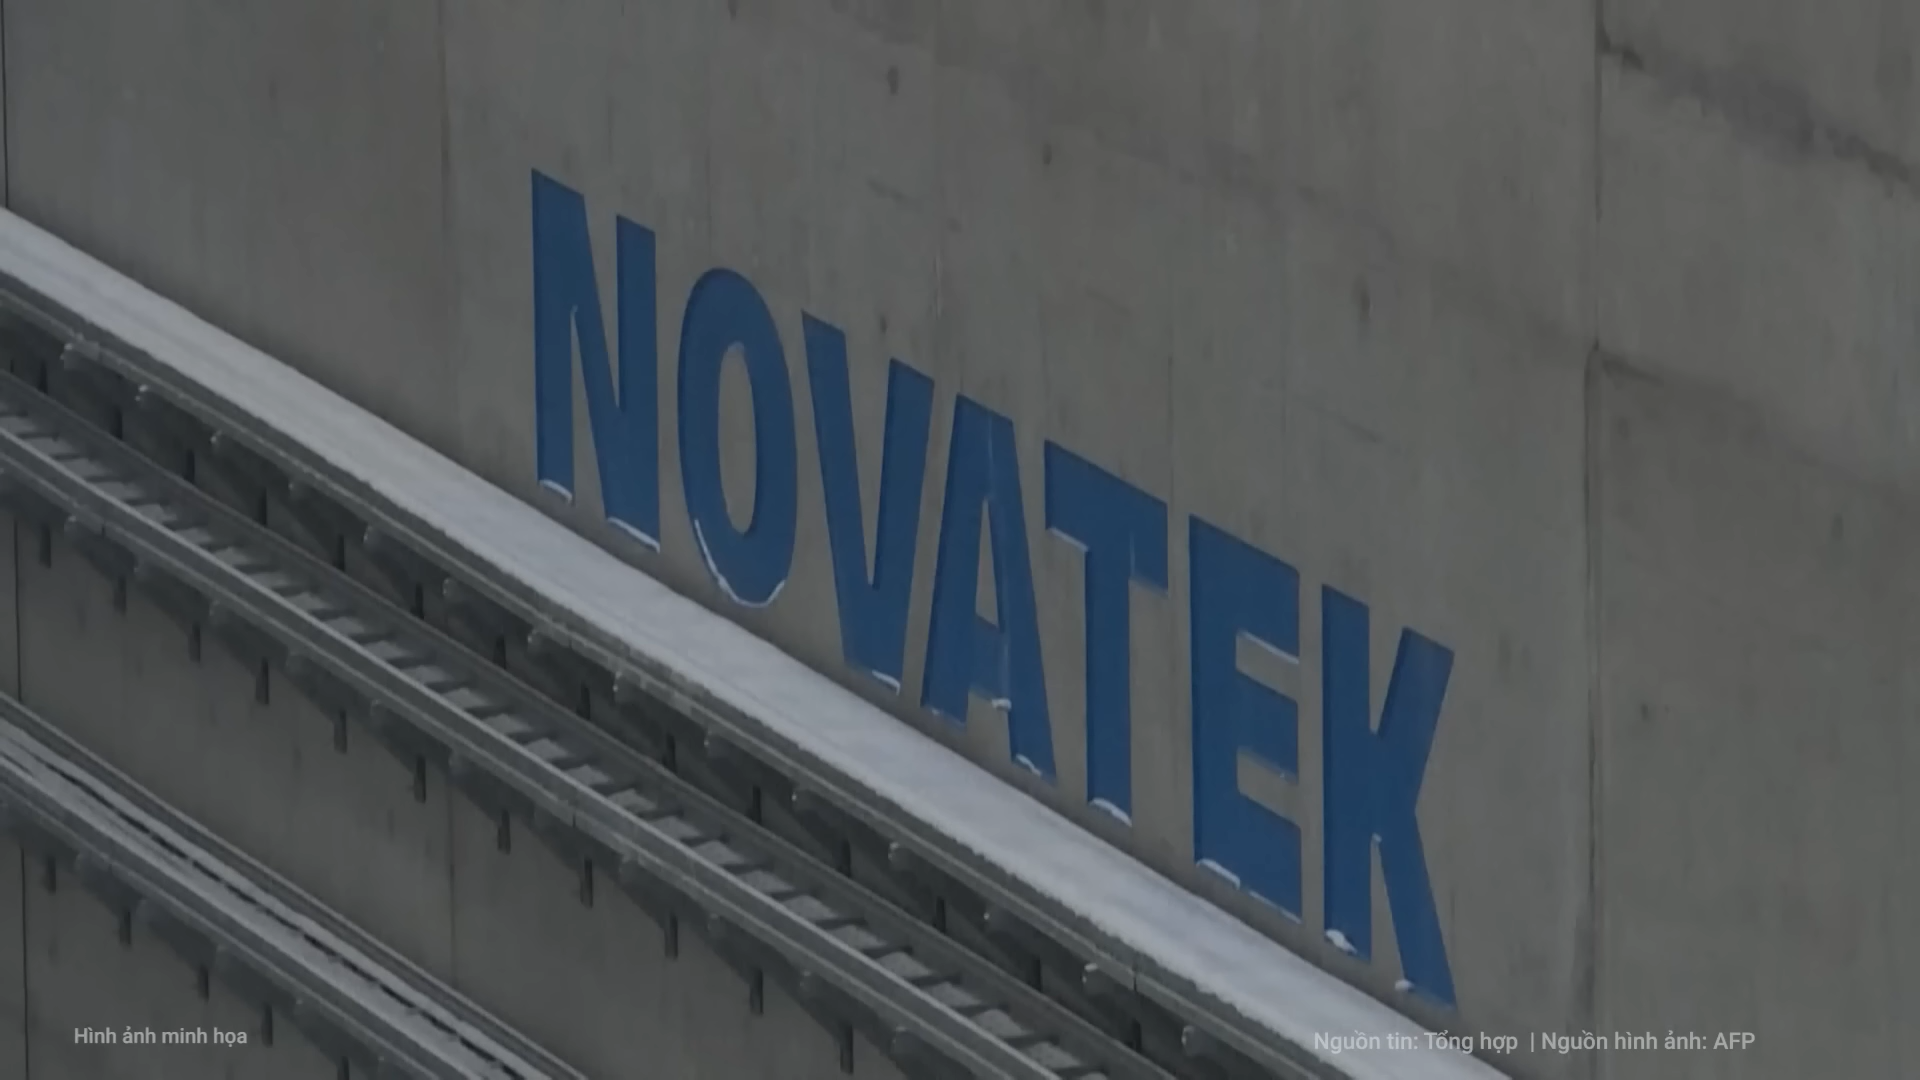 NOVATEK
Hình ảnh minh họa
Nguồn tin: Tổng hợp | Nguồn hình ảnh: AFP